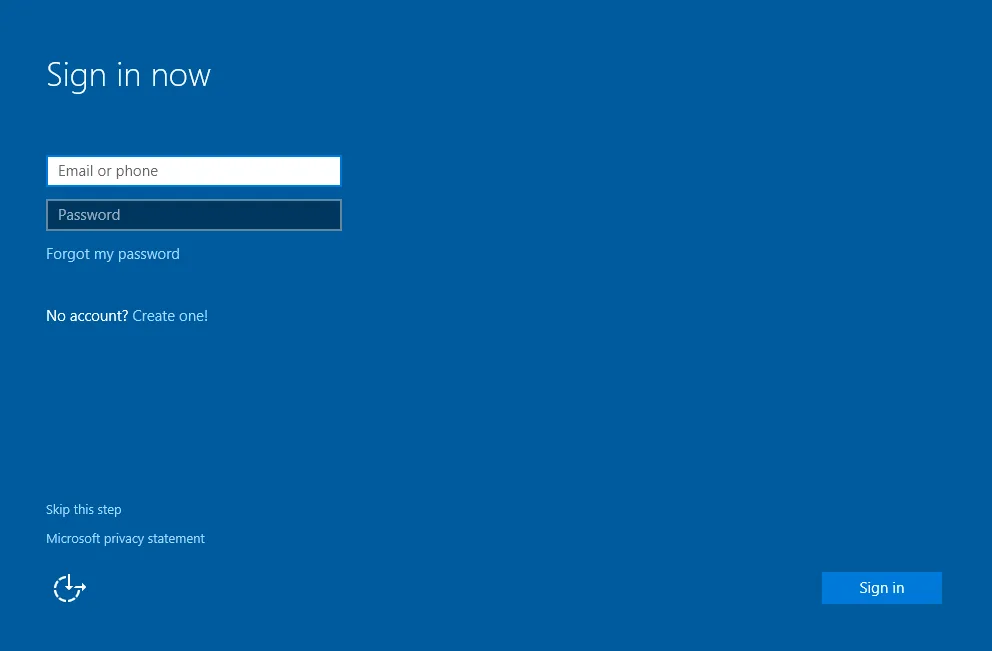 Sign in now
Email or phone
Password
Forgot my password
No account? Create one!
Skip this step
Microsoft privacy statement
Sign in